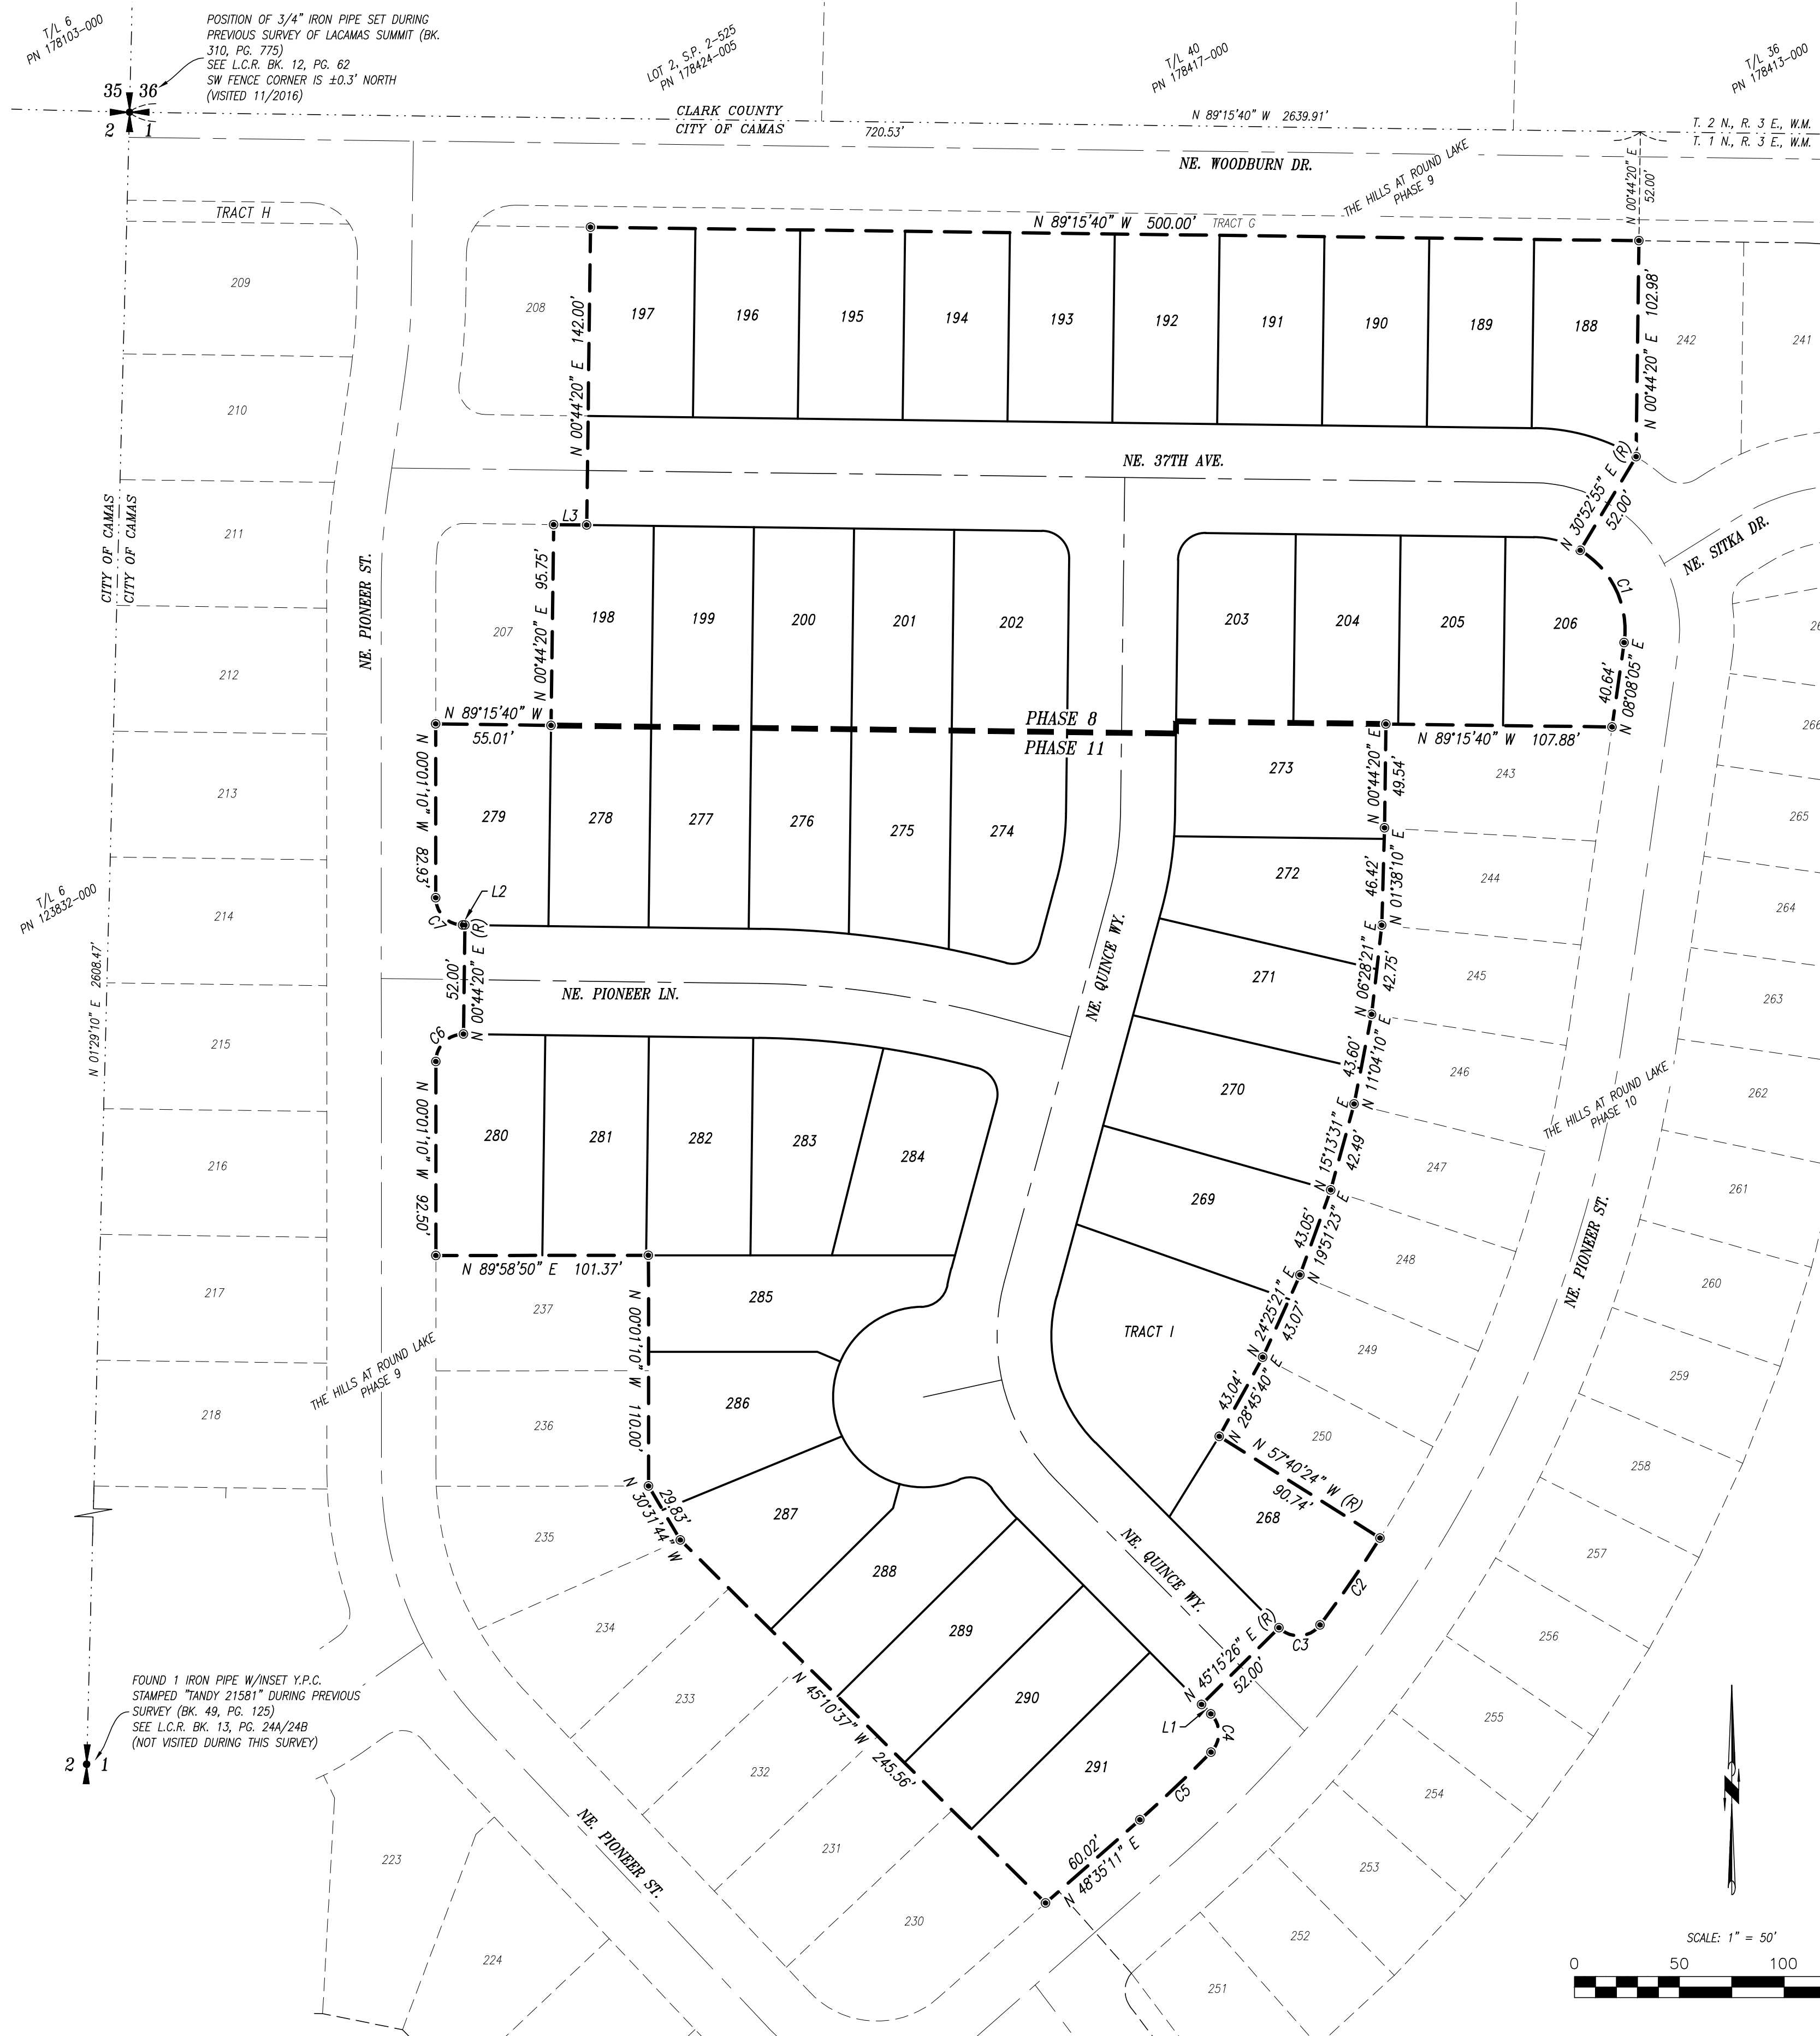 T/L 6
PN 178103-000
POSITION OF 3/4" IRON PIPE SET DURING
PREVIOUS SURVEY OF LACAMAS SUMMIT (BK.
310, PG. 775)
SEE L.C.R. BK. 12, PG. 62
SW FENCE CORNER IS ±0.3' NORTH
(VISITED 11/2016)
LOT 2, S.P. 2-525
PN 178424-005
T/L 40
PN 178417-000
T/L 36
PN 178413-000
35 36
2 1
CLARK COUNTY
CITY OF CAMAS
720.53'
N 89°15'40" W 2639.91'
T. 2 N., R. 3 E., W.M.
T. 1 N., R. 3 E., W.M.
NE. WOODBURN DR.
THE HILLS AT ROUND LAKE
PHASE 9
N 00°44'20" E
52.00'
TRACT H
N 89°15'40" W 500.00'
TRACT G
209
208
197
196
195
194
193
192
191
190
189
188
242
241
N 00°44'20" E 142.00'
N 00°44'20" E 102.98'
210
NE. 37TH AVE.
N 30°52'55" E (R)
52.00'
NE. SITKA DR.
CITY OF CAMAS
CITY OF CAMAS
211
NE. PIONEER ST.
L3
N 00°44'20" E 95.75'
C1
207
198
199
200
201
202
203
204
205
206
40.64'
N 08°08'05" E
212
N 89°15'40" W
55.01'
PHASE 8
PHASE 11
N 89°15'40" W 107.88'
266
213
N 00°01'10" W 82.93'
279
278
277
276
275
274
273
N 00°44'20" E
49.54'
243
265
272
46.42'
N 01°38'10" E
244
264
T/L 6
PN 123832-000
214
L2
C7
N 01°29'10" E 2608.47'
52.00'
N 00°44'20" E (R)
NE. PIONEER LN.
NE. QUINCE WY.
271
N 06°28'21" E
42.75'
245
263
215
C6
N 00°01'10" W 92.50'
280
281
282
283
284
270
43.60'
N 11°04'10" E
246
262
THE HILLS AT ROUND LAKE
PHASE 10
216
269
N 15°13'31" E
42.49'
247
261
217
N 89°58'50" E 101.37'
237
285
43.05'
N 19°51'23" E
248
NE. PIONEER ST.
260
N 00°01'10" W 110.00'
THE HILLS AT ROUND LAKE
PHASE 9
TRACT I
N 24°25'21" E
43.07'
249
259
218
236
286
43.04'
N 28°45'40" E
250
258
N 57°40'24" W (R)
90.74'
235
N 30°31'44" W
29.83'
287
268
257
288
NE. QUINCE WY.
C2
234
289
C3
256
N 45°15'26" E (R)
52.00'
FOUND 1 IRON PIPE W/INSET Y.P.C.
STAMPED "TANDY 21581" DURING PREVIOUS
SURVEY (BK. 49, PG. 125)
SEE L.C.R. BK. 13, PG. 24A/24B
(NOT VISITED DURING THIS SURVEY)
2 1
233
N 45°10'37" W 245.56'
290
L1
C4
255
232
291
C5
254
NE. PIONEER ST.
231
60.02'
N 48°35'11" E
253
223
230
252
224
251
SCALE: 1" = 50'
0 50 100